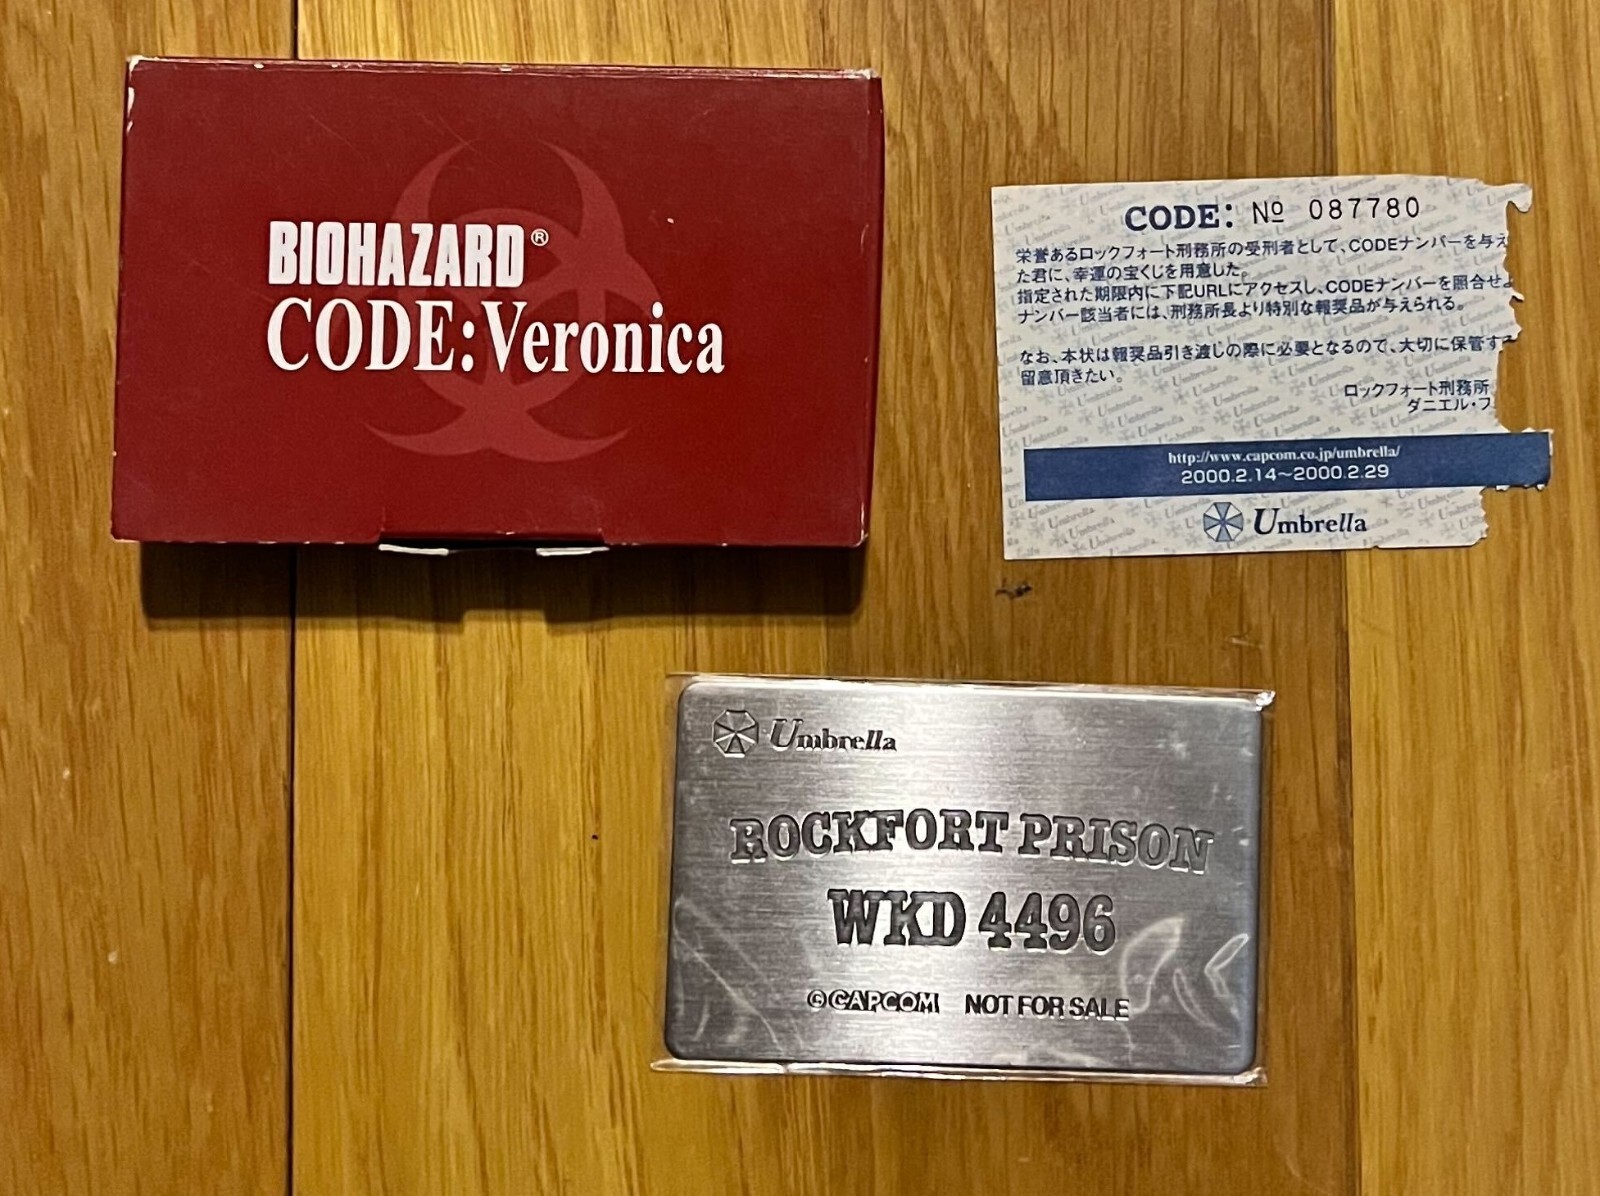 BIOHAZARD®
CODE:Veronica
CODE: № 087780
栄誉あるロックフォート刑務所の受刑者として、CODEナンバーを与え
た君に、幸運の宝くじを用意した。
指定された期限内に下記URLにアクセスし、CODEナンバーを照合せよ
ナンバー該当者には、刑務所長より特別な報奨品が与えられる。
なお、本状は報奨品引き渡しの際に必要となるので、大切に保管す
留意頂きたい。
ロックフォート刑務所
ダニエル・フ
http://www.capcom.co.jp/umbrella/
2000.2.14～2000.2.29
Umbrella
Umbrella
ROCKFORT PRISON
WKD 4496
©CAPCOM NOT FOR SALE